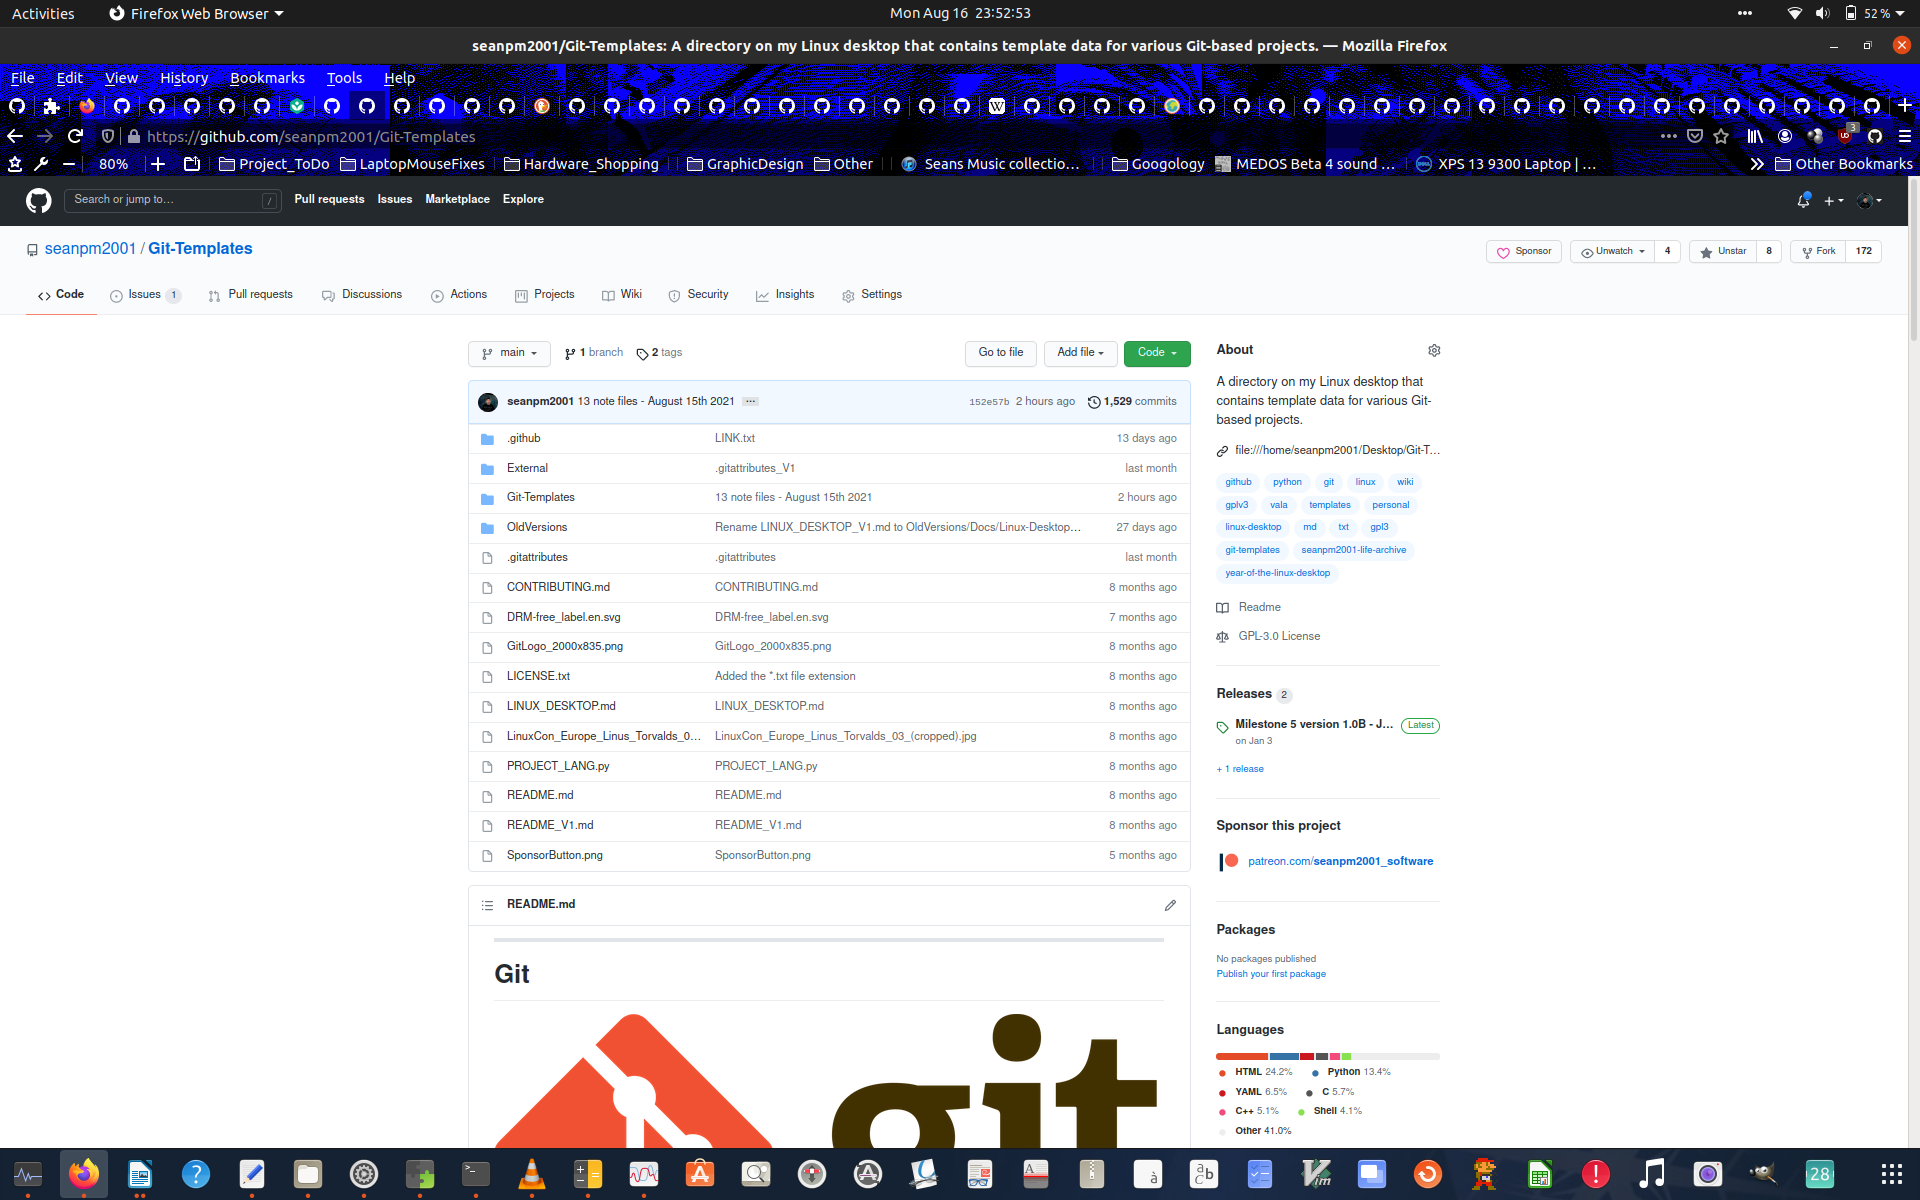 Activities
Firefox Web Browser
Mon Aug 16 23:52:53
52 %
seanpm2001/Git-Templates: A directory on my Linux desktop that contains template data for various Git-based projects. — Mozilla Firefox
File Edit View History Bookmarks Tools Help
https://github.com/seanpm2001/Git-Templates
3
80%
Project_ToDo
LaptopMouseFixes
Hardware_Shopping
GraphicDesign
Other
Seans Music collectio…
Googology
MEDOS Beta 4 sound …
XPS 13 9300 Laptop | …
Other Bookmarks
Search or jump to…
/
Pull requests Issues Marketplace Explore
seanpm2001 / Git-Templates
Sponsor
Unwatch 4
Unstar 8
Fork 172
Code
Issues 1
Pull requests
Discussions
Actions
Projects
Wiki
Security
Insights
Settings
main
1 branch
2 tags
Go to file
Add file
Code
seanpm2001 13 note files - August 15th 2021 ...
152e57b 2 hours ago
1,529 commits
.github LINK.txt 13 days ago
External .gitattributes_V1 last month
Git-Templates 13 note files - August 15th 2021 2 hours ago
OldVersions Rename LINUX_DESKTOP_V1.md to OldVersions/Docs/Linux-Desktop… 27 days ago
.gitattributes .gitattributes last month
CONTRIBUTING.md CONTRIBUTING.md 8 months ago
DRM-free_label.en.svg DRM-free_label.en.svg 7 months ago
GitLogo_2000x835.png GitLogo_2000x835.png 8 months ago
LICENSE.txt Added the *.txt file extension 8 months ago
LINUX_DESKTOP.md LINUX_DESKTOP.md 8 months ago
LinuxCon_Europe_Linus_Torvalds_0… LinuxCon_Europe_Linus_Torvalds_03_(cropped).jpg 8 months ago
PROJECT_LANG.py PROJECT_LANG.py 8 months ago
README.md README.md 8 months ago
README_V1.md README_V1.md 8 months ago
SponsorButton.png SponsorButton.png 5 months ago
README.md
Git
git
About
A directory on my Linux desktop that
contains template data for various Git-
based projects.
file:///home/seanpm2001/Desktop/Git-T…
github python git linux wiki
gplv3 vala templates personal
linux-desktop md txt gpl3
git-templates seanpm2001-life-archive
year-of-the-linux-desktop
Readme
GPL-3.0 License
Releases 2
Milestone 5 version 1.0B - J… Latest
on Jan 3
+ 1 release
Sponsor this project
patreon.com/seanpm2001_software
Packages
No packages published
Publish your first package
Languages
HTML 24.2% Python 13.4%
YAML 6.5% C 5.7%
C++ 5.1% Shell 4.1%
Other 41.0%
28